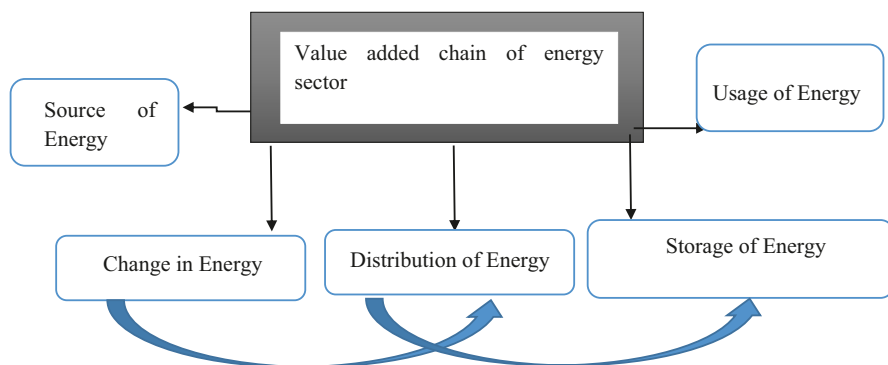 Value added chain of energy
sector
Source of
Energy
Usage of Energy
Change in Energy
Distribution of Energy
Storage of Energy